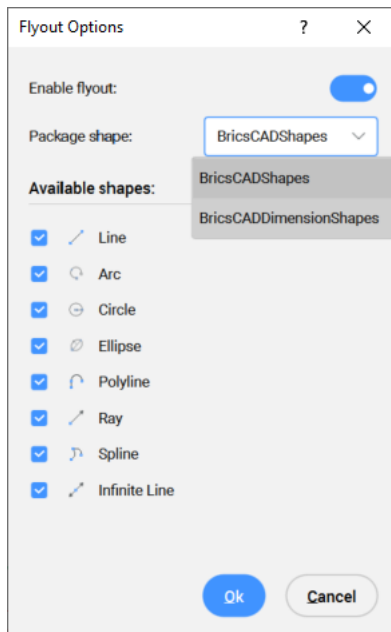 Flyout Options ?
Enable flyout:
Package shape: BricsCADShapes
BricsCADShapes
Available shapes:
BricsCADDimensionShapes
Line
Arc
Circle
Ellipse
Polyline
Ray
Spline
Infinite Line
Ok Cancel